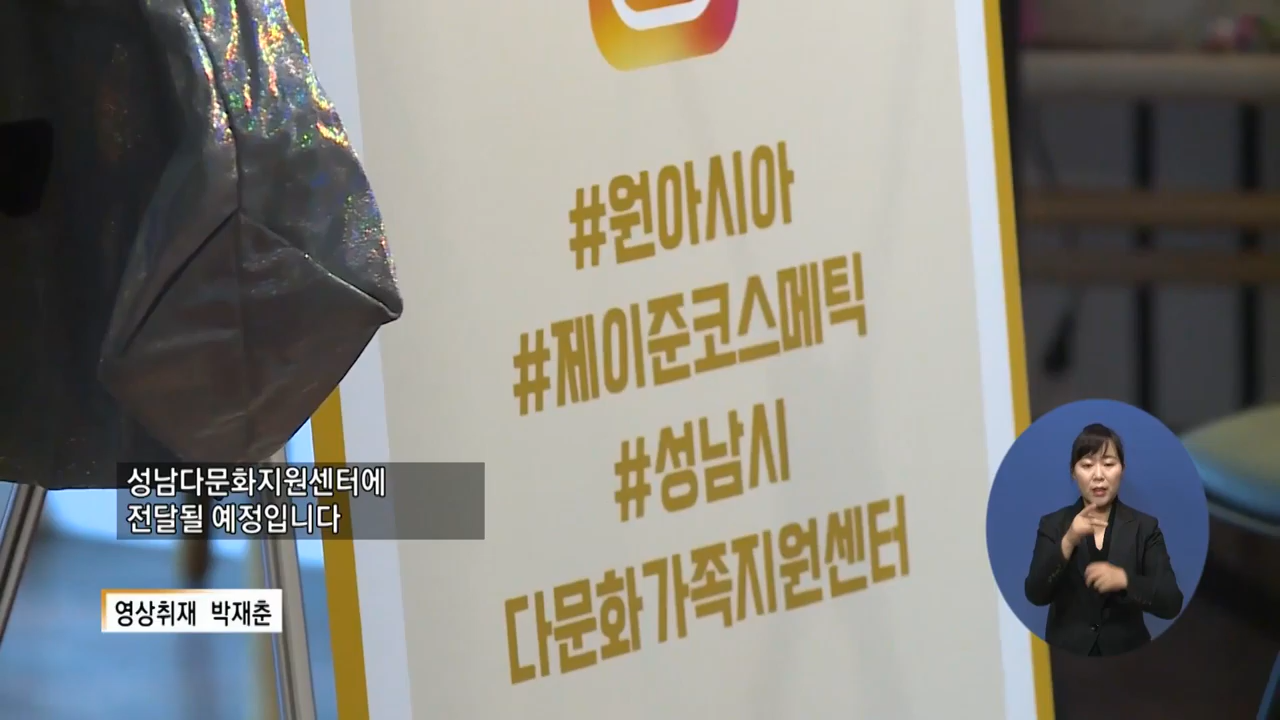 #원아시아
#제이준코스메틱
#성남시
다문화가족지원센터
성남다문화지원센터에
전달될 예정입니다
영상취재 박재춘